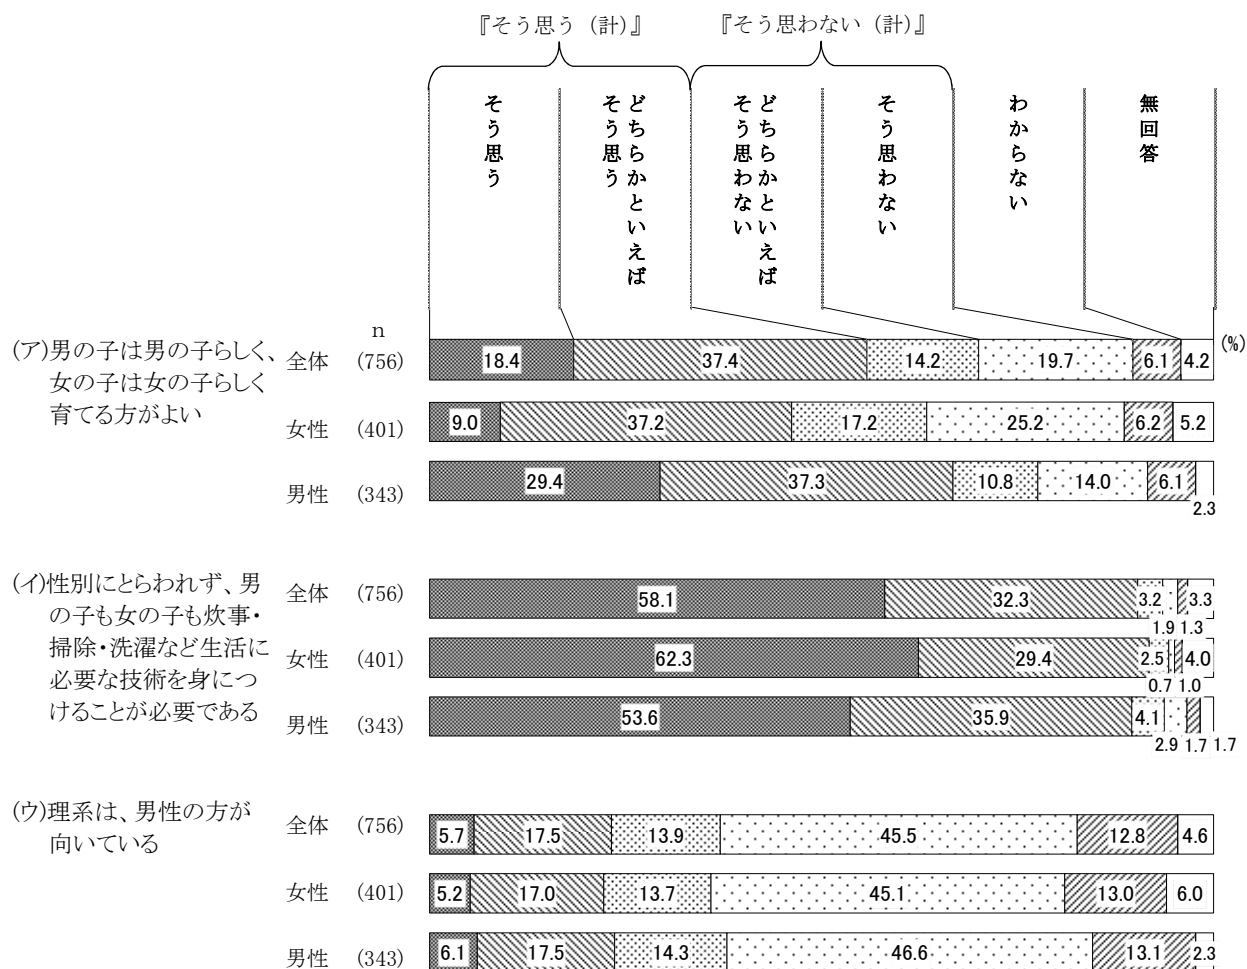 『そう思う（計）』
『そう思わない（計）』
そう思う
どちらかといえば
そう思う
どちらかといえば
そう思わない
そう思わない
わからない
無回答
n
(%)
(ア)男の子は男の子らしく、
女の子は女の子らしく
育てる方がよい
全体 (756) 18.4 37.4 14.2 19.7 6.1 4.2
女性 (401) 9.0 37.2 17.2 25.2 6.2 5.2
男性 (343) 29.4 37.3 10.8 14.0 6.1 2.3
(イ)性別にとらわれず、男
の子も女の子も炊事・
掃除・洗濯など生活に
必要な技術を身につ
けることが必要である
全体 (756) 58.1 32.3 3.2 1.9 1.3 3.3
女性 (401) 62.3 29.4 2.5 0.7 1.0 4.0
男性 (343) 53.6 35.9 4.1 2.9 1.7 1.7
(ウ)理系は、男性の方が
向いている
全体 (756) 5.7 17.5 13.9 45.5 12.8 4.6
女性 (401) 5.2 17.0 13.7 45.1 13.0 6.0
男性 (343) 6.1 17.5 14.3 46.6 13.1 2.3